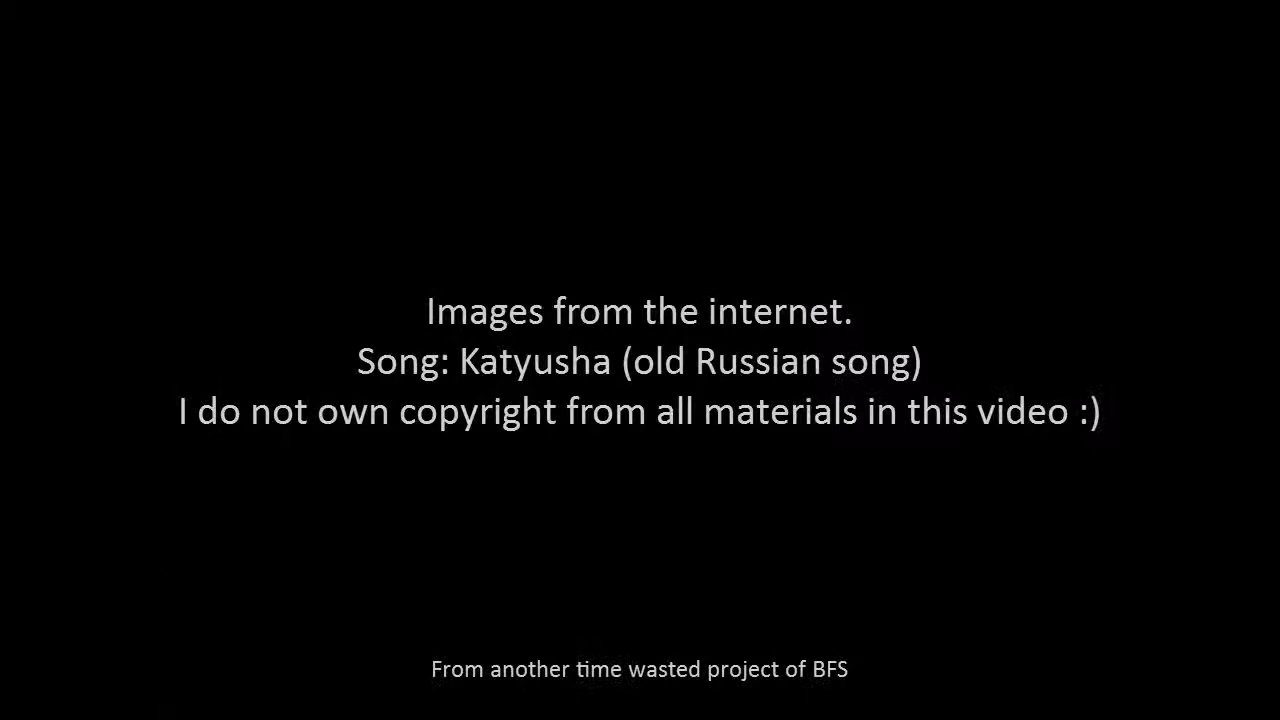 Images from the internet.
Song: Katyusha (old Russian song)
I do not own copyright from all materials in this video :)
From another time wasted project of BFS